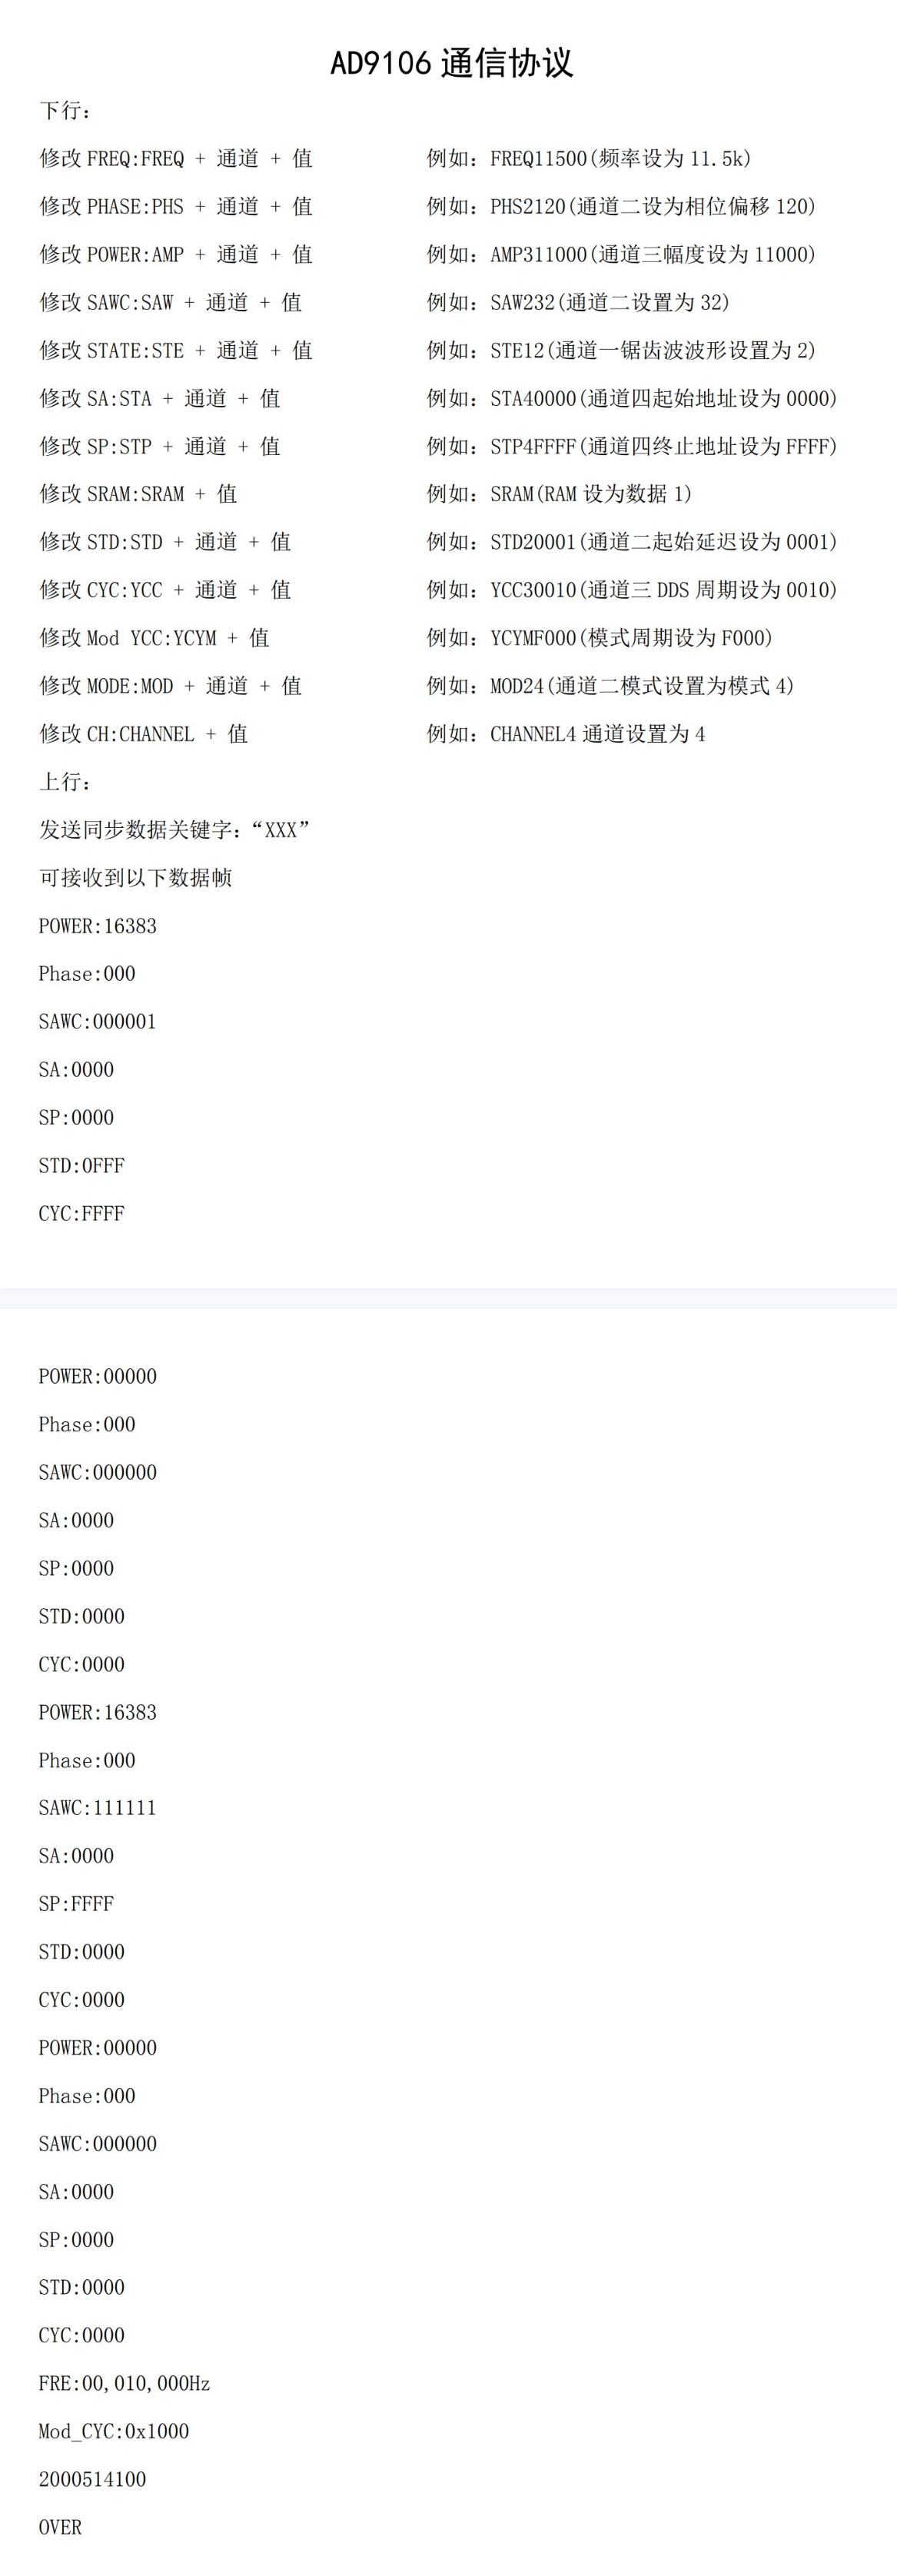 AD9106 通信协议
下行：
修改 FREQ:FREQ + 通道 + 值 例如：FREQ11500(频率设为 11.5k)
修改 PHASE:PHS + 通道 + 值 例如：PHS2120(通道二设为相位偏移 120)
修改 POWER:AMP + 通道 + 值 例如：AMP311000(通道三幅度设为 11000)
修改 SAWC:SAW + 通道 + 值 例如：SAW232(通道二设置为 32)
修改 STATE:STE + 通道 + 值 例如：STE12(通道一锯齿波波形设置为 2)
修改 SA:STA + 通道 + 值 例如：STA40000(通道四起始地址设为 0000)
修改 SP:STP + 通道 + 值 例如：STP4FFFF(通道四终止地址设为 FFFF)
修改 SRAM:SRAM + 值 例如：SRAM(RAM 设为数据 1)
修改 STD:STD + 通道 + 值 例如：STD20001(通道二起始延迟设为 0001)
修改 CYC:YCC + 通道 + 值 例如：YCC30010(通道三 DDS 周期设为 0010)
修改 Mod YCC:YCYM + 值 例如：YCYMF000(模式周期设为 F000)
修改 MODE:MOD + 通道 + 值 例如：MOD24(通道二模式设置为模式 4)
修改 CH:CHANNEL + 值 例如：CHANNEL4 通道设置为 4
上行：
发送同步数据关键字：“XXX”
可接收到以下数据帧
POWER:16383
Phase:000
SAWC:000001
SA:0000
SP:0000
STD:0FFF
CYC:FFFF
POWER:00000
Phase:000
SAWC:000000
SA:0000
SP:0000
STD:0000
CYC:0000
POWER:16383
Phase:000
SAWC:111111
SA:0000
SP:FFFF
STD:0000
CYC:0000
POWER:00000
Phase:000
SAWC:000000
SA:0000
SP:0000
STD:0000
CYC:0000
FRE:00,010,000Hz
Mod_CYC:0x1000
2000514100
OVER